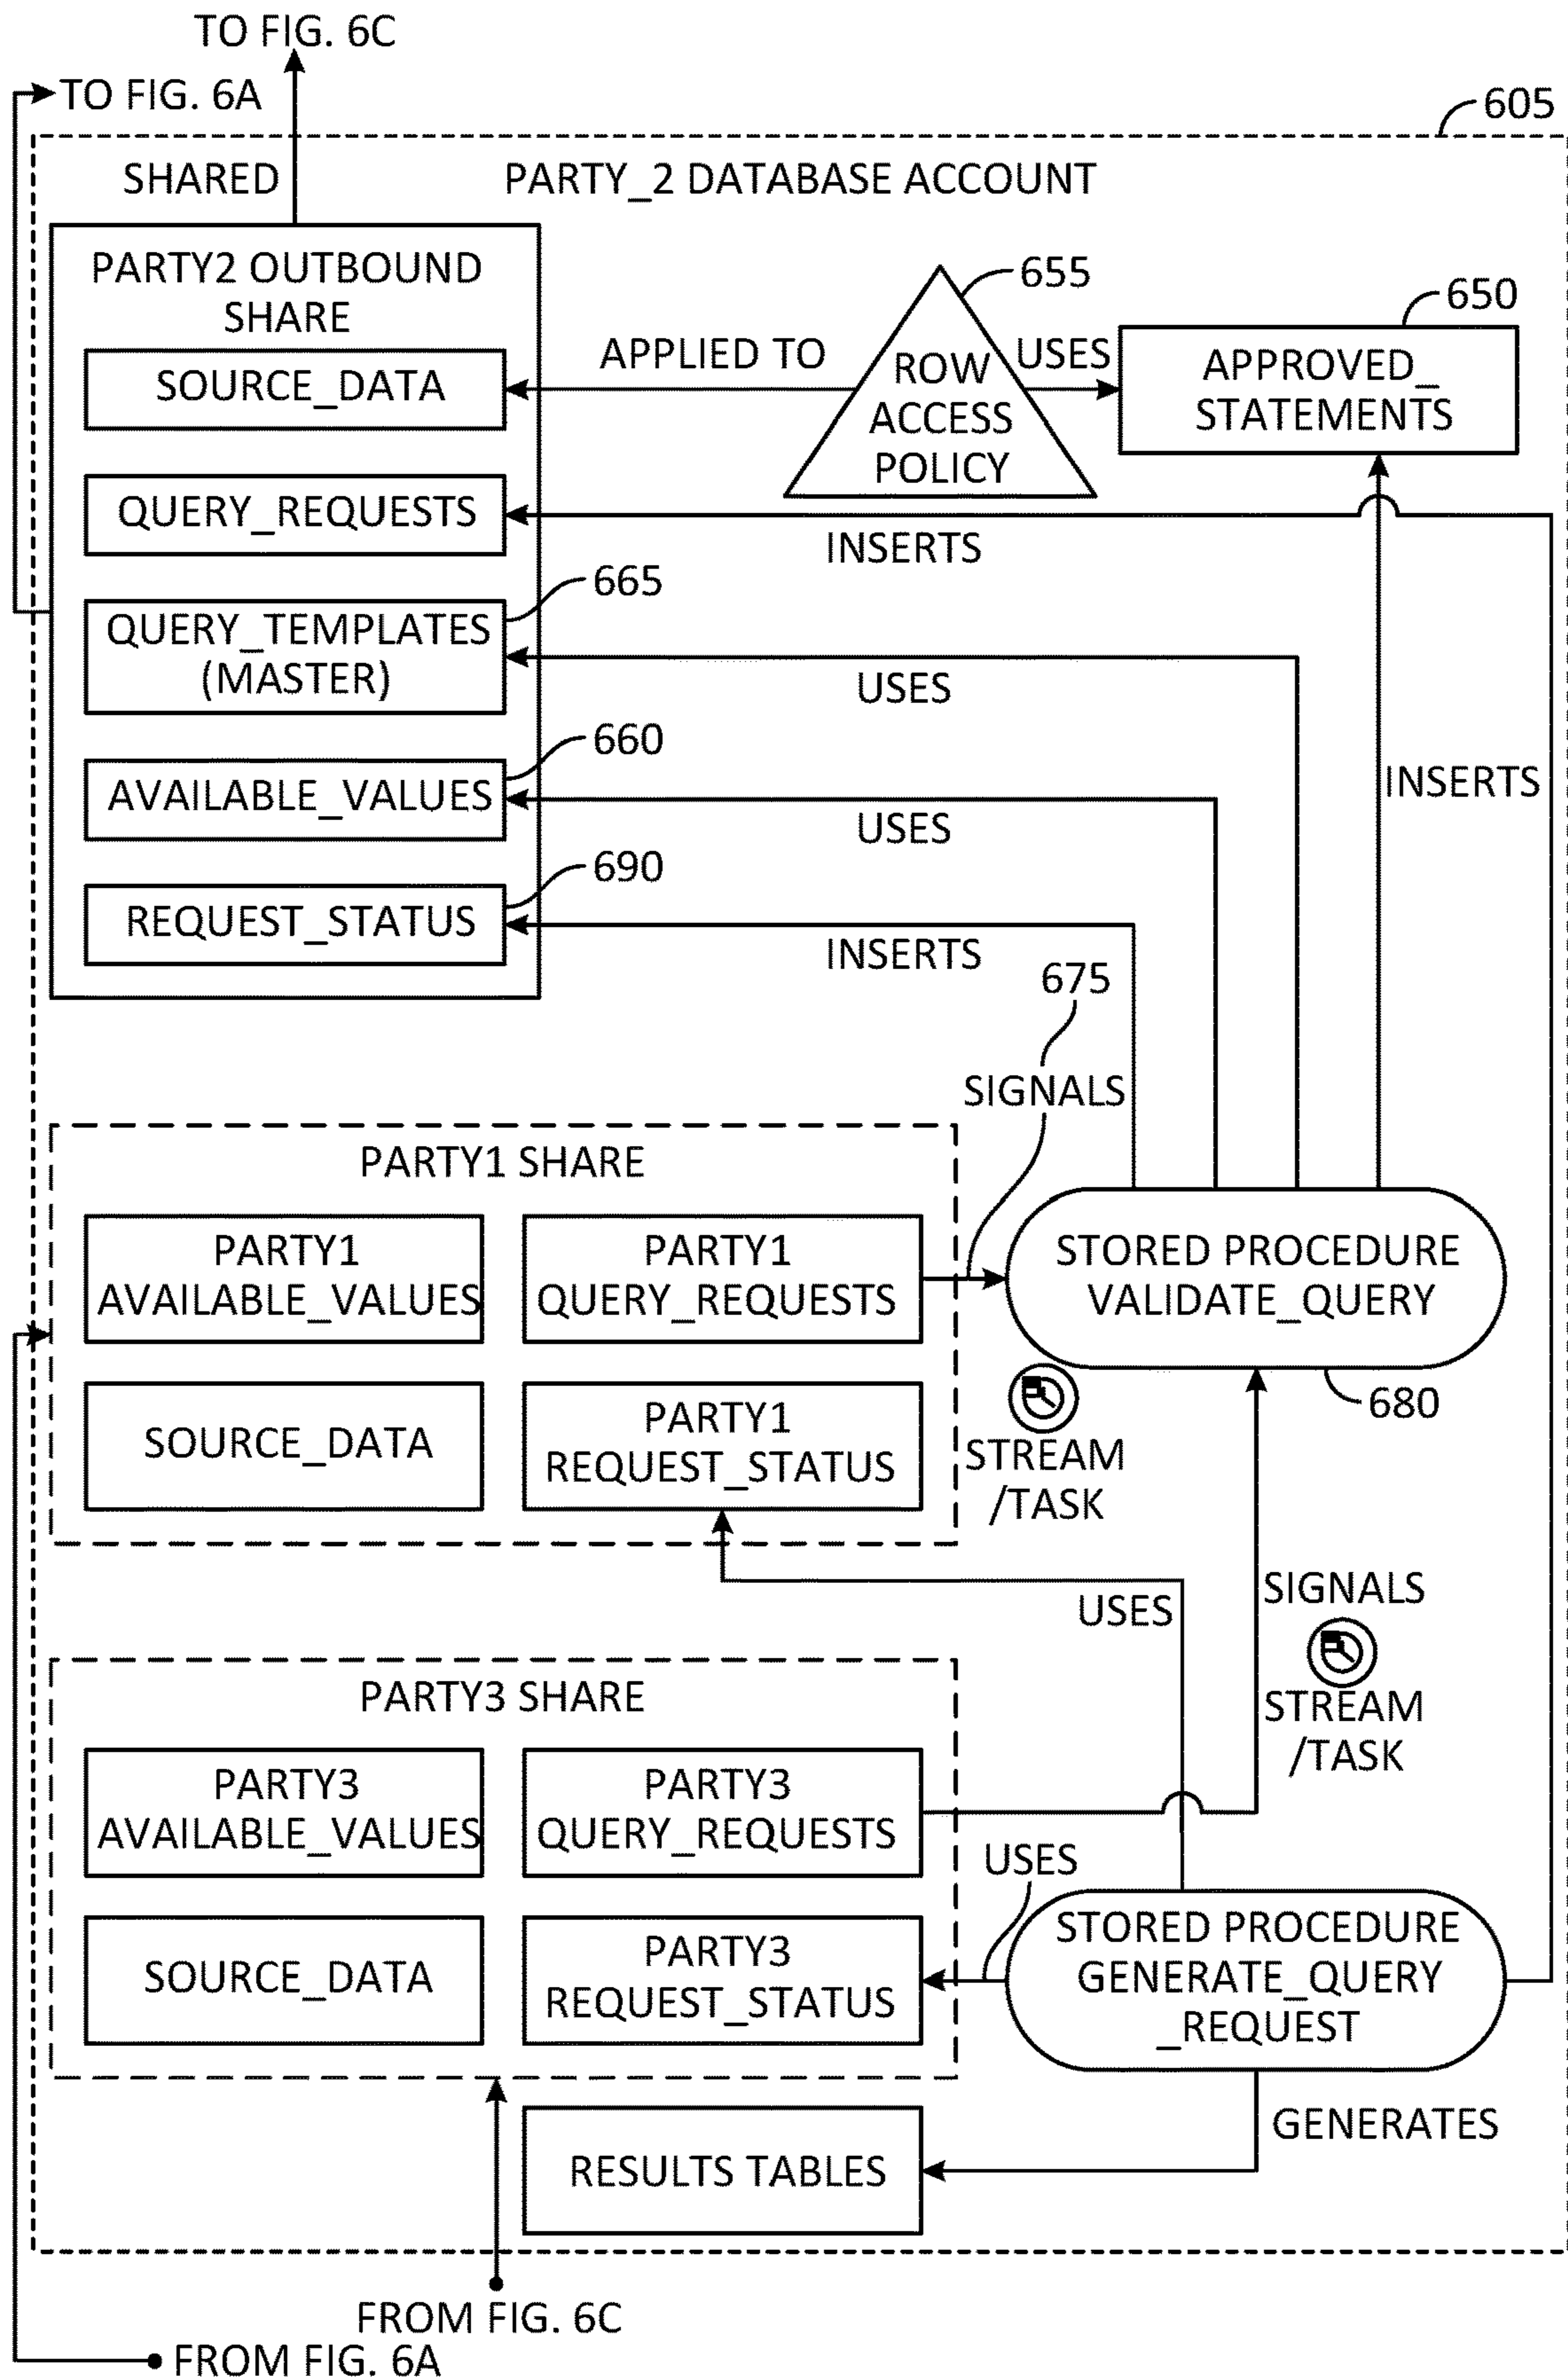 TO FIG. 6C
TO FIG. 6A
605
SHARED
PARTY_2 DATABASE ACCOUNT
PARTY2 OUTBOUND
SHARE
SOURCE_DATA
APPLIED TO
655
ROW
ACCESS
POLICY
USES
650
APPROVED_
STATEMENTS
QUERY_REQUESTS
INSERTS
665
QUERY_TEMPLATES
(MASTER)
USES
660
AVAILABLE_VALUES
USES
INSERTS
690
REQUEST_STATUS
INSERTS
675
SIGNALS
PARTY1 SHARE
PARTY1
AVAILABLE_VALUES
PARTY1
QUERY_REQUESTS
STORED PROCEDURE
VALIDATE_QUERY
680
SOURCE_DATA
PARTY1
REQUEST_STATUS
STREAM
/TASK
USES
SIGNALS
STREAM
/TASK
PARTY3 SHARE
PARTY3
AVAILABLE_VALUES
PARTY3
QUERY_REQUESTS
USES
SOURCE_DATA
PARTY3
REQUEST_STATUS
STORED PROCEDURE
GENERATE_QUERY
_REQUEST
GENERATES
RESULTS TABLES
FROM FIG. 6C
FROM FIG. 6A